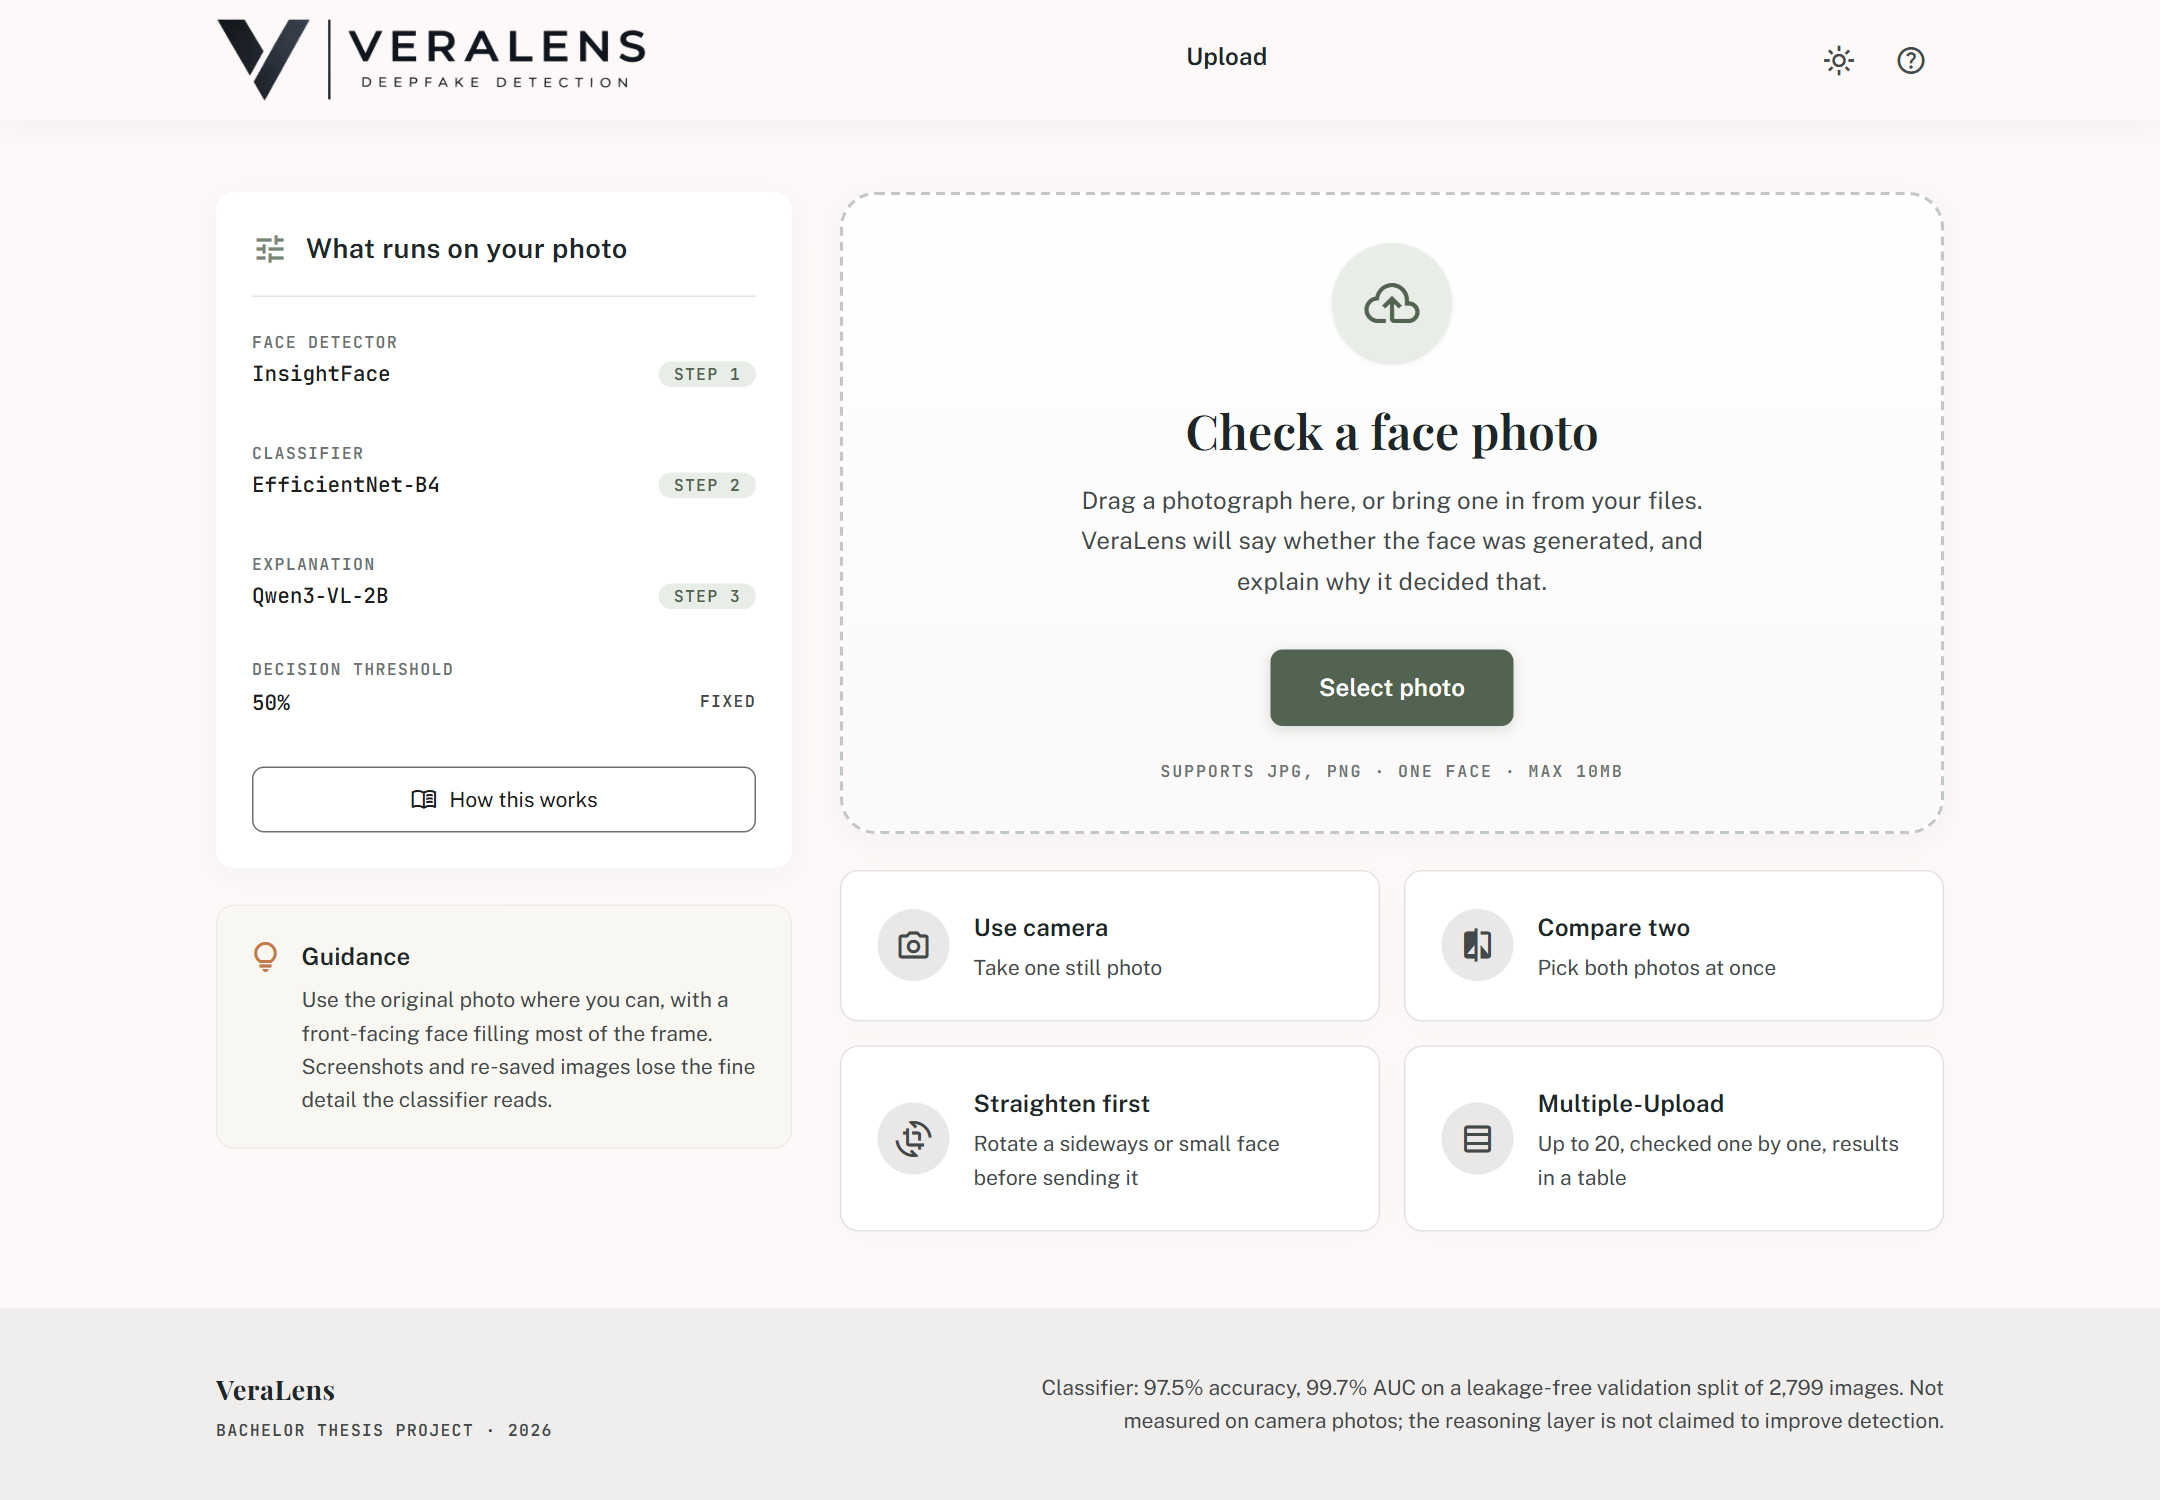 VERALENS
DEEPFAKE DETECTION
Upload
What runs on your photo
FACE DETECTOR
InsightFace
STEP 1
CLASSIFIER
EfficientNet-B4
STEP 2
EXPLANATION
Qwen3-VL-2B
STEP 3
DECISION THRESHOLD
50%
FIXED
How this works
Guidance
Use the original photo where you can, with a
front-facing face filling most of the frame.
Screenshots and re-saved images lose the fine
detail the classifier reads.
Check a face photo
Drag a photograph here, or bring one in from your files.
VeraLens will say whether the face was generated, and
explain why it decided that.
Select photo
SUPPORTS JPG, PNG · ONE FACE · MAX 10MB
Use camera
Take one still photo
Compare two
Pick both photos at once
Straighten first
Rotate a sideways or small face
before sending it
Multiple-Upload
Up to 20, checked one by one, results
in a table
VeraLens
BACHELOR THESIS PROJECT · 2026
Classifier: 97.5% accuracy, 99.7% AUC on a leakage-free validation split of 2,799 images. Not
measured on camera photos; the reasoning layer is not claimed to improve detection.